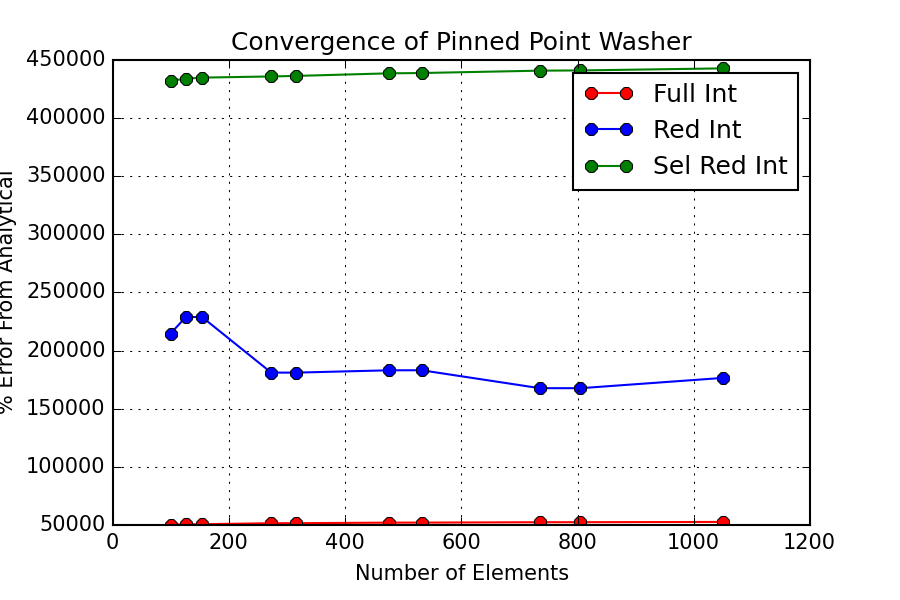 Convergence of Pinned Point Washer
450000
400000
350000
300000
250000
200000
150000
100000
50000
% Error From Analytical
Full Int
Red Int
Sel Red Int
0 200 400 600 800 1000 1200
Number of Elements